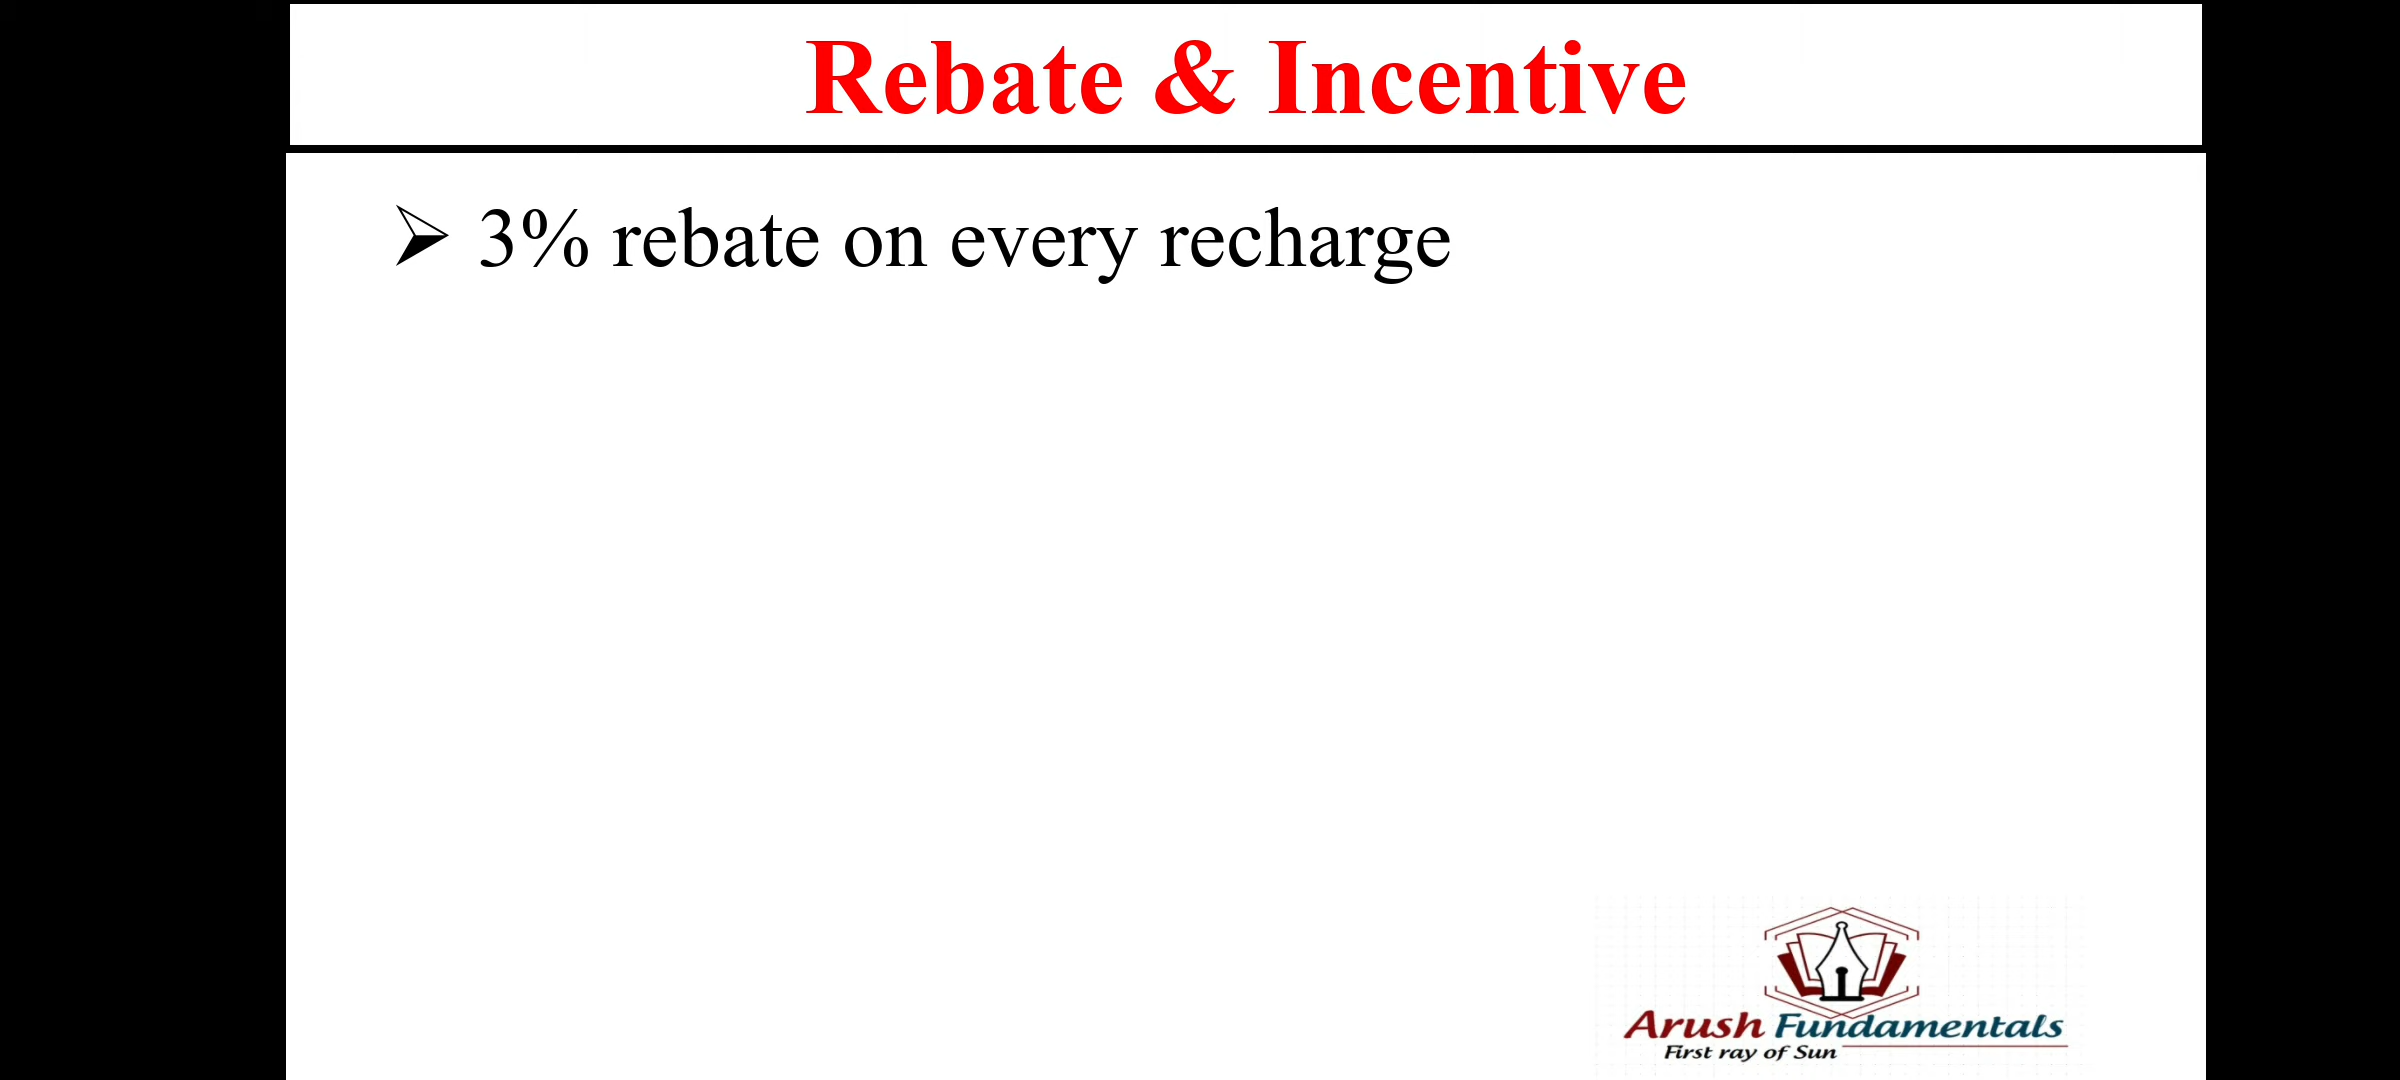 Rebate & Incentive
➢ 3% rebate on every recharge
Arush Fundamentals
First ray of Sun